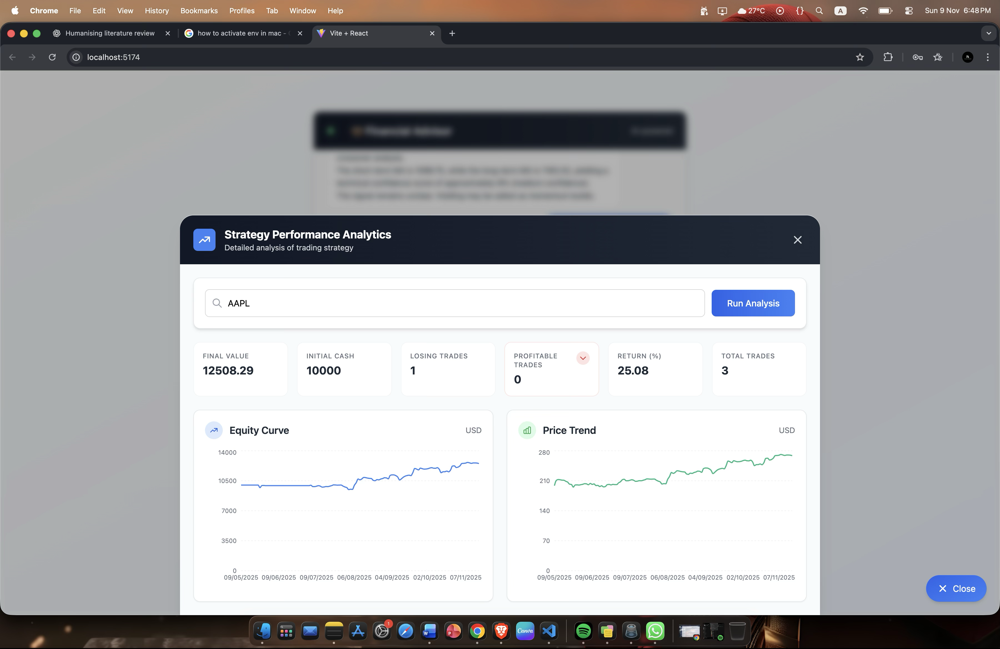 Chrome File Edit View History Bookmarks Profiles Tab Window Help 27°C A Sun 9 Nov 6:48 PM
Humanising literature review how to activate env in mac - Vite + React
localhost:5174
Financial Advisor
Strategy Performance Analytics
Detailed analysis of trading strategy
AAPL
Run Analysis
FINAL VALUE
12508.29
INITIAL CASH
10000
LOSING TRADES
1
PROFITABLE
TRADES
0
RETURN (%)
25.08
TOTAL TRADES
3
Equity Curve USD
14000
10500
7000
3500
0
09/05/2025 09/06/2025 09/07/2025 06/08/2025 04/09/2025 02/10/2025 07/11/2025
Price Trend USD
280
210
140
70
0
09/05/2025 09/06/2025 09/07/2025 06/08/2025 04/09/2025 02/10/2025 07/11/2025
Close
1
W
P
Canva